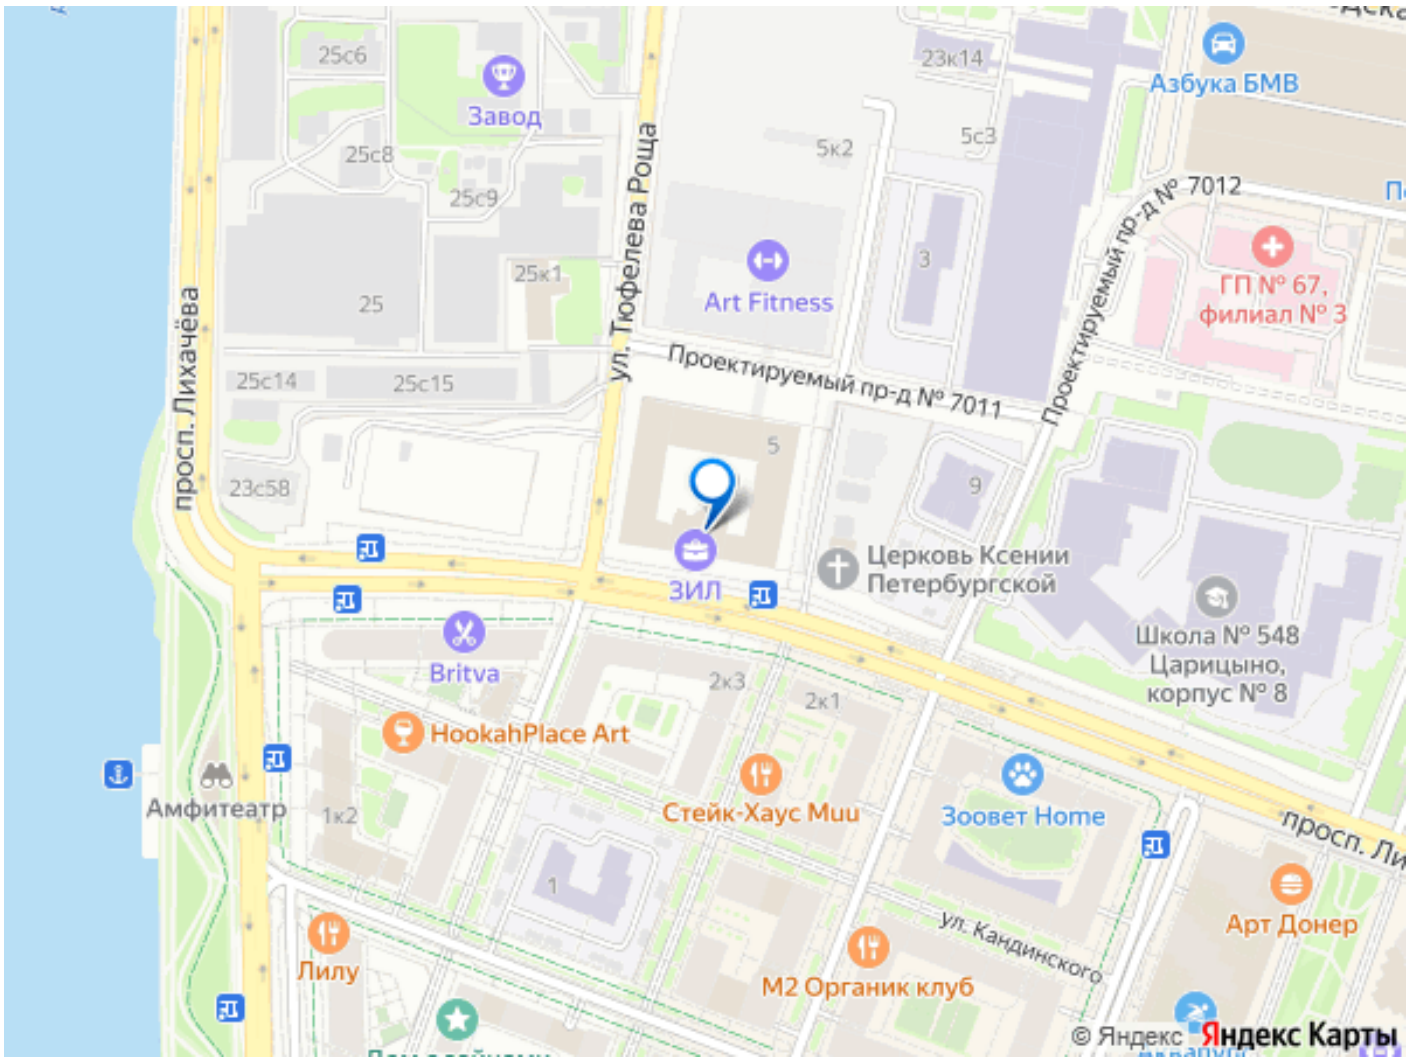 25с6
Завод
23к14
Азбука БМВ
25с8
5к2
5с3
25с9
ул. Тюфелева Роща
Проектируемый пр-д № 7012
3
25к1
Art Fitness
ГП № 67,
филиал № 3
25
просп. Лихачёва
Проектируемый пр-д № 7011
25с14
25с15
5
23с58
9
ЗИЛ
Церковь Ксении
Петербургской
Школа № 548
Царицыно,
корпус № 8
Britva
2к3
2к1
HookahPlace Art
Амфитеатр
1к2
Стейк-Хаус Muu
Зоовет Home
просп. Ли
1
Арт Донер
ул. Кандинского
Лилу
М2 Органик клуб
© Яндекс
Яндекс Карты